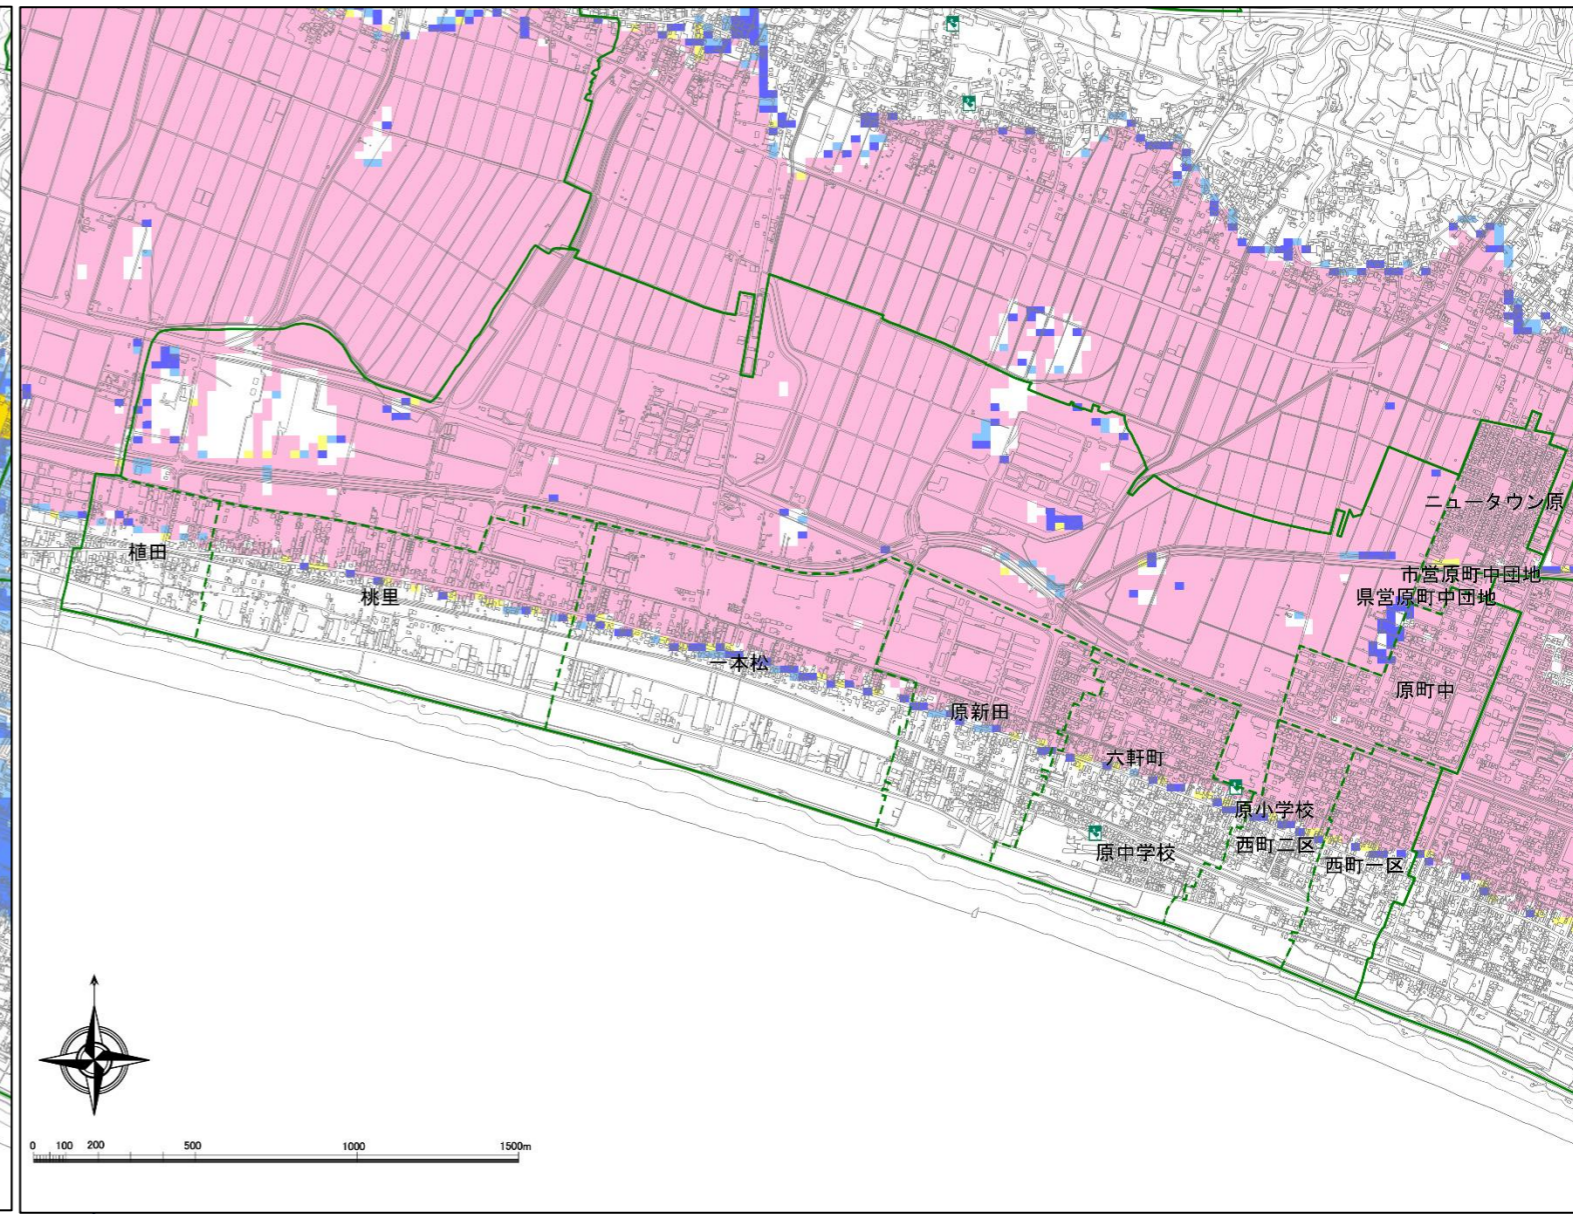 ニュータウン原
植田
市営原町中団地
桃里
県営原町中団地
一本松
原町中
原新田
六軒町
原小学校
原中学校
西町二区
西町一区
0 100 200 500 1000 1500m